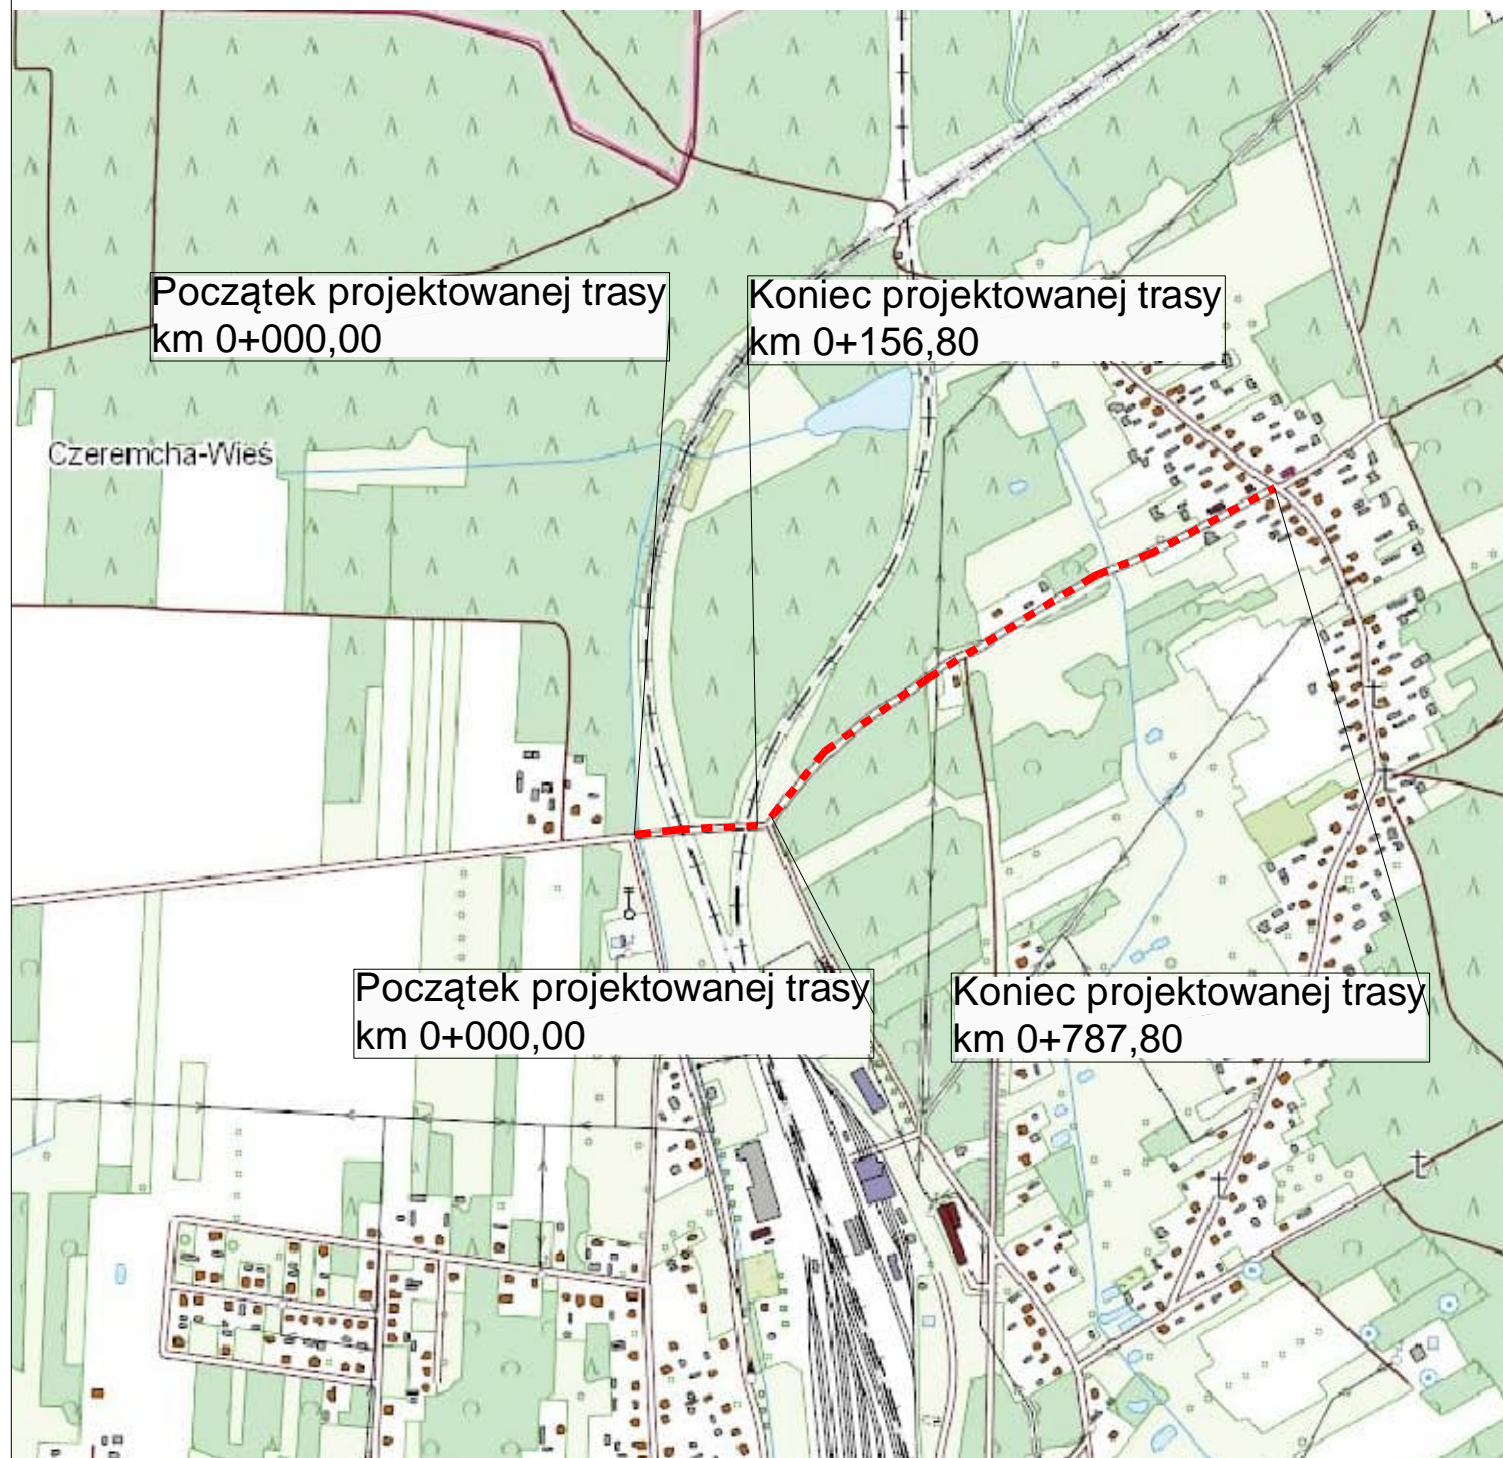 Początek projektowanej trasy
km 0+000,00
Koniec projektowanej trasy
km 0+156,80
Czeremcha-Wieś
Początek projektowanej trasy
km 0+000,00
Koniec projektowanej trasy
km 0+787,80